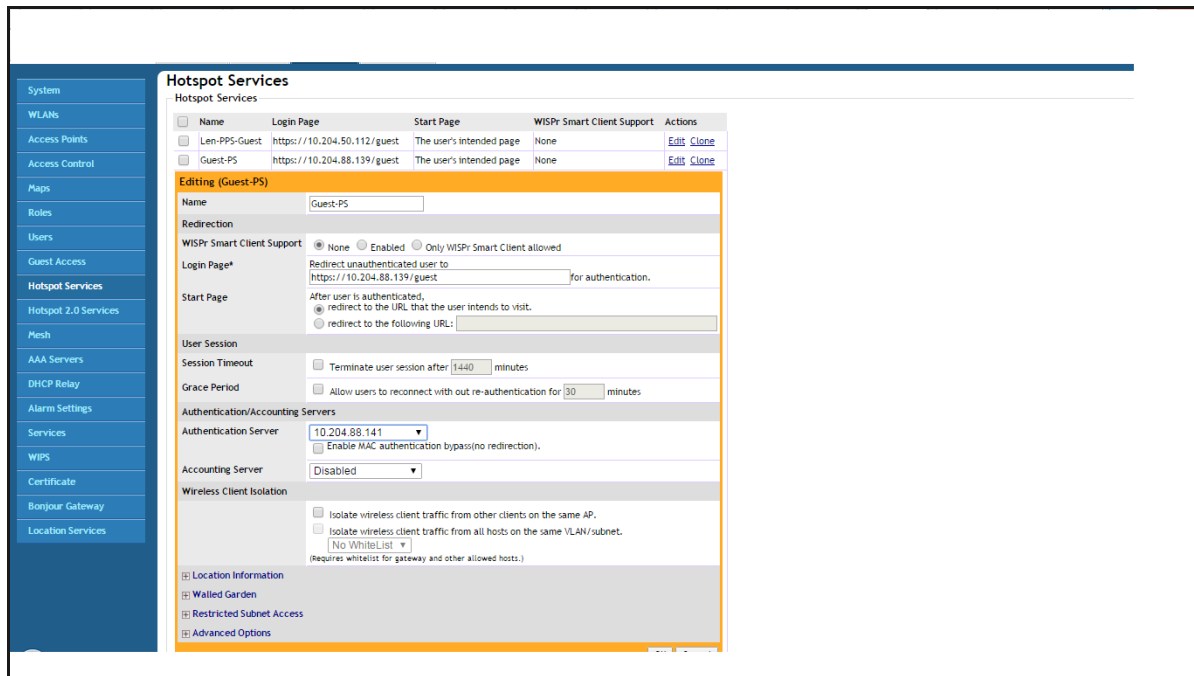 Hotspot Services
Hotspot Services
System
WLANs
Access Points
Access Control
Maps
Roles
Users
Guest Access
Hotspot Services
Hotspot 2.0 Services
Mesh
AAA Servers
DHCP Relay
Alarm Settings
Services
WIPS
Certificate
Bonjour Gateway
Location Services
Name Login Page Start Page WISPr Smart Client Support Actions
Len-PPS-Guest https://10.204.50.112/guest The user's intended page None Edit Clone
Guest-PS https://10.204.88.139/guest The user's intended page None Edit Clone
Editing (Guest-PS)
Name Guest-PS
Redirection
WISPr Smart Client Support None Enabled Only WISPr Smart Client allowed
Login Page* Redirect unauthenticated user to
https://10.204.88.139/guest for authentication.
Start Page After user is authenticated,
redirect to the URL that the user intends to visit.
redirect to the following URL:
User Session
Session Timeout Terminate user session after 1440 minutes
Grace Period Allow users to reconnect with out re-authentication for 30 minutes
Authentication/Accounting Servers
Authentication Server 10.204.88.141
Enable MAC authentication bypass(no redirection).
Accounting Server Disabled
Wireless Client Isolation
Isolate wireless client traffic from other clients on the same AP.
Isolate wireless client traffic from all hosts on the same VLAN/subnet.
No WhiteList
(Requires whitelist for gateway and other allowed hosts.)
Location Information
Walled Garden
Restricted Subnet Access
Advanced Options